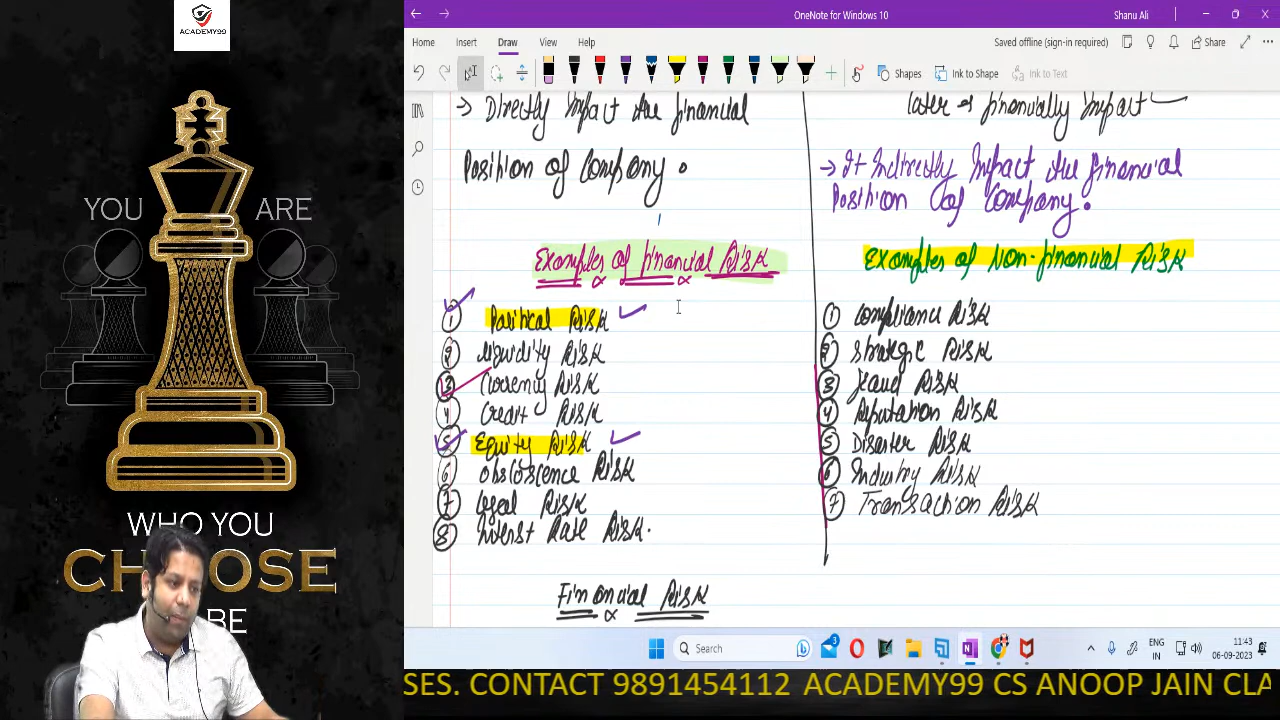 ACADEMY99
YOU ARE
WHO YOU
CHOOSE
BE
OneNote for Windows 10
Shanu Ali
Home Insert Draw View Help
Saved offline (sign-in required)
Share
Shapes
Ink to Shape
Ink to Text
→ Directly impact the financial
Position of Company.
later of financially impact
→ It Indirectly Impact the financial
Position of Company.
Examples of financial Risk
① Political Risk
② liquidity Risk
③ Currency Risk
④ Credit Risk
⑤ Equity Risk
⑥ Risk
⑦ legal Risk
⑧ Rate Risk.
Financial Risk
Examples of Non-financial Risk
① Compliance Risk
② Risk
③ Fraud Risk
④ Reputation Risk
⑤ Disaster Risk
⑥ Industry Risk
⑦ Transaction Risk
Search
3
ENG
IN
11:43
06-09-2023
SES. CONTACT 9891454112 ACADEMY99 CS ANOOP JAIN CLA